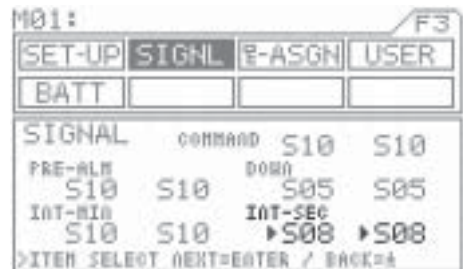 M01: F3
SET-UP SIGNL -ASGN USER
BATT
SIGNAL COMMAND S10 S10
PRE-ALM DOWN
S10 S10 S05 S05
INT-MIN INT-SEC
S10 S10 ▶S08 ▶S08
>ITEM SELECT NEXT=ENTER / BACK=